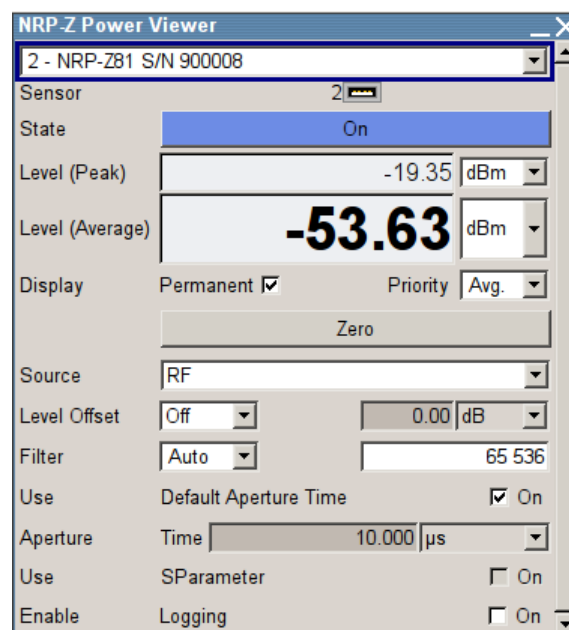 NRP-Z Power Viewer
2 - NRP-Z81 S/N 900008
Sensor 2
State On
Level (Peak) -19.35 dBm
Level (Average) -53.63 dBm
Display Permanent Priority Avg.
Zero
Source RF
Level Offset Off 0.00 dB
Filter Auto 65 536
Use Default Aperture Time On
Aperture Time 10.000 µs
Use SParameter On
Enable Logging On